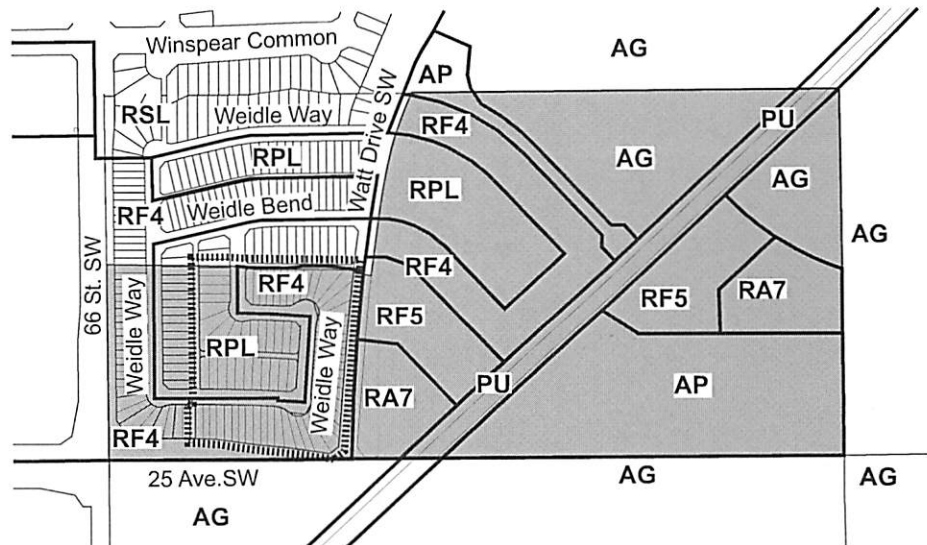 Winspear Common
AG
AP
RSL
Weidle Way
RF4
PU
Watt Drive SW
RPL
AG
AG
RPL
RF4
Weidle Bend
AG
66 St. SW
RF4
RF4
Weidle Way
RF5
RF5
RA7
RPL
Weidle Way
RA7
PU
AP
RF4
25 Ave.SW
AG
AG
AG